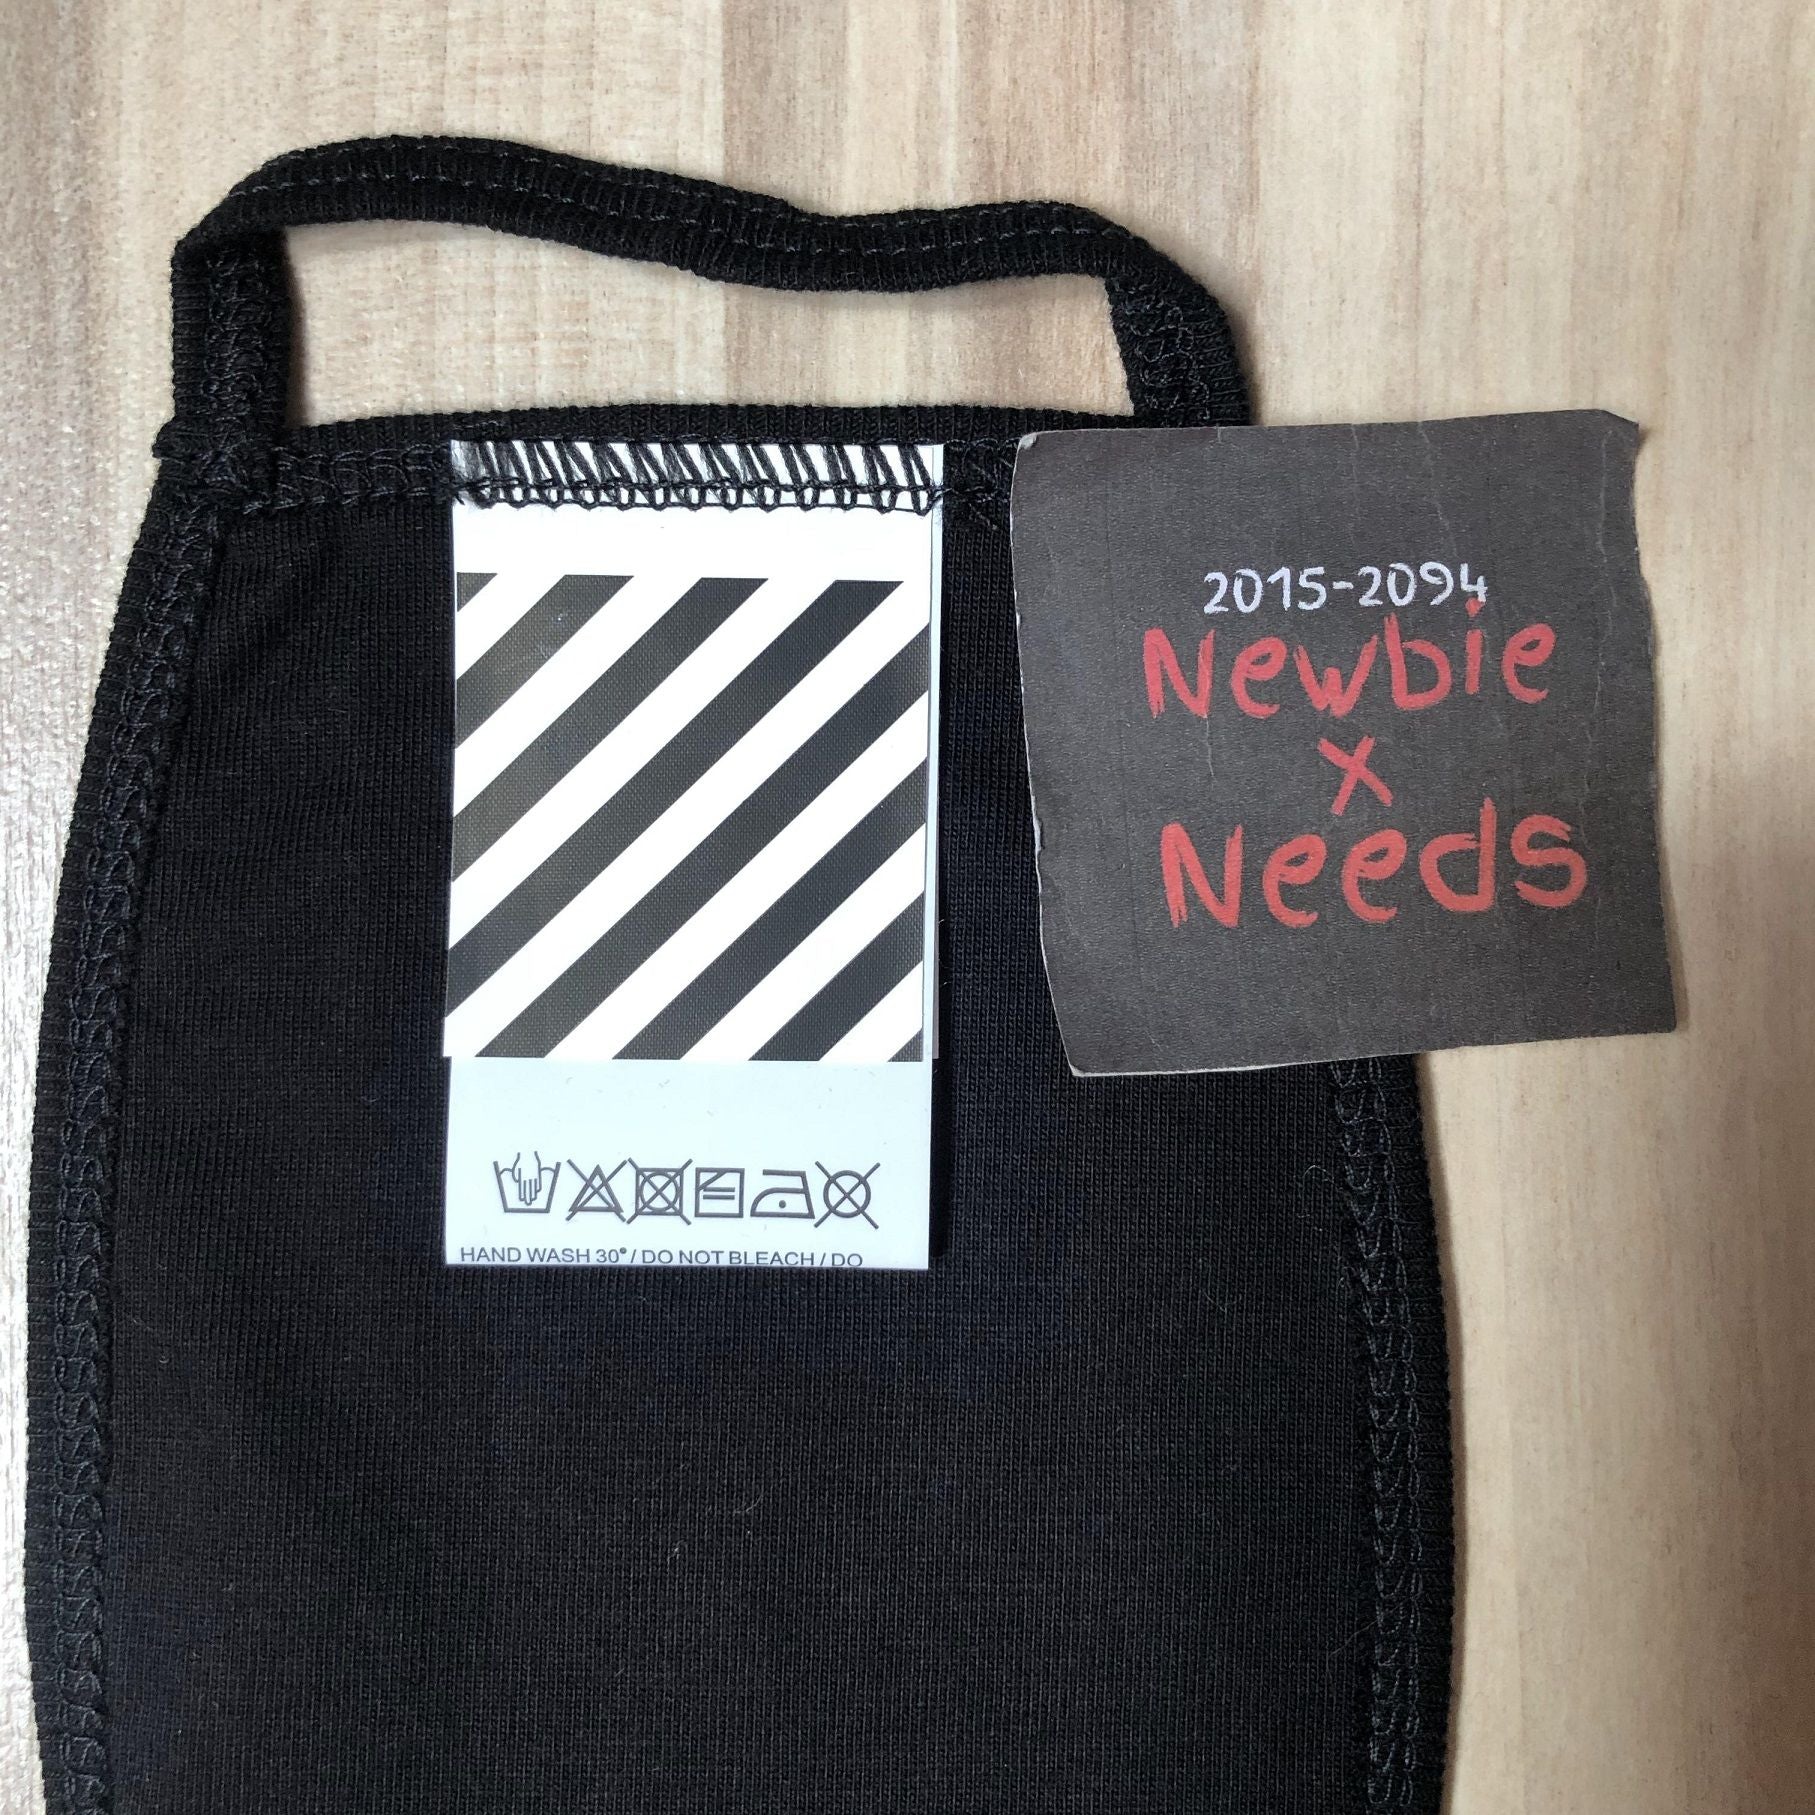 2015-2094
Newbie
x
Needs
HAND WASH 30° / DO NOT BLEACH / DO